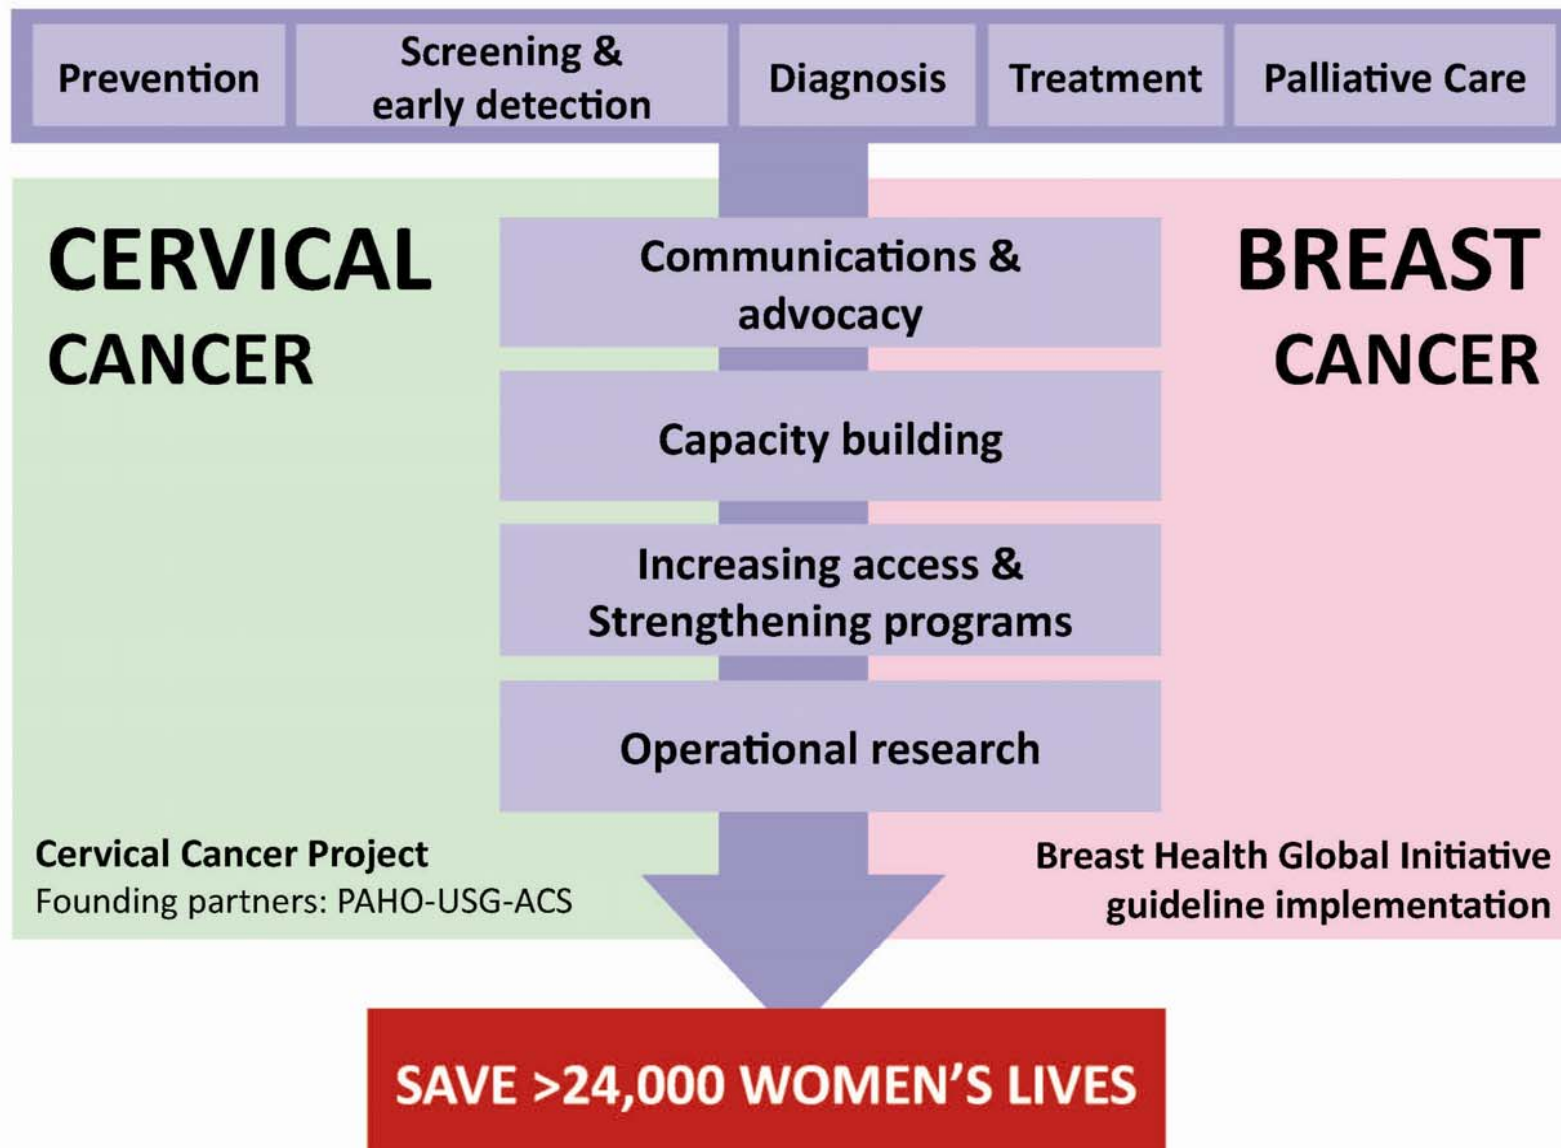 Prevention
Screening &
early detection
Diagnosis
Treatment
Palliative Care
CERVICAL
CANCER
Communications &
advocacy
Capacity building
Increasing access &
Strengthening programs
Operational research
BREAST
CANCER
Cervical Cancer Project
Founding partners: PAHO-USG-ACS
Breast Health Global Initiative
guideline implementation
SAVE >24,000 WOMEN’S LIVES